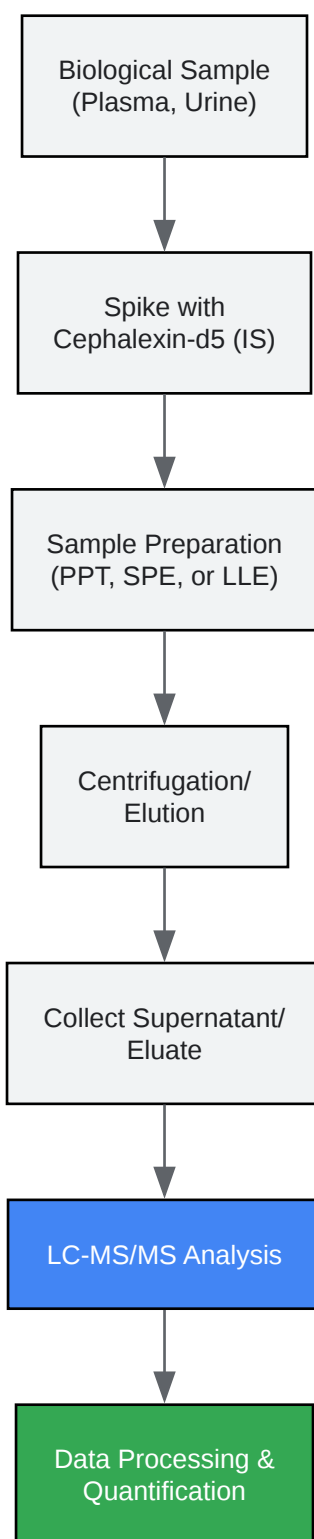 Biological Sample
(Plasma, Urine)
Spike with
Cephalexin-d5 (IS)
Sample Preparation
(PPT, SPE, or LLE)
Centrifugation/
Elution
Collect Supernatant/
Eluate
LC-MS/MS Analysis
Data Processing &
Quantification